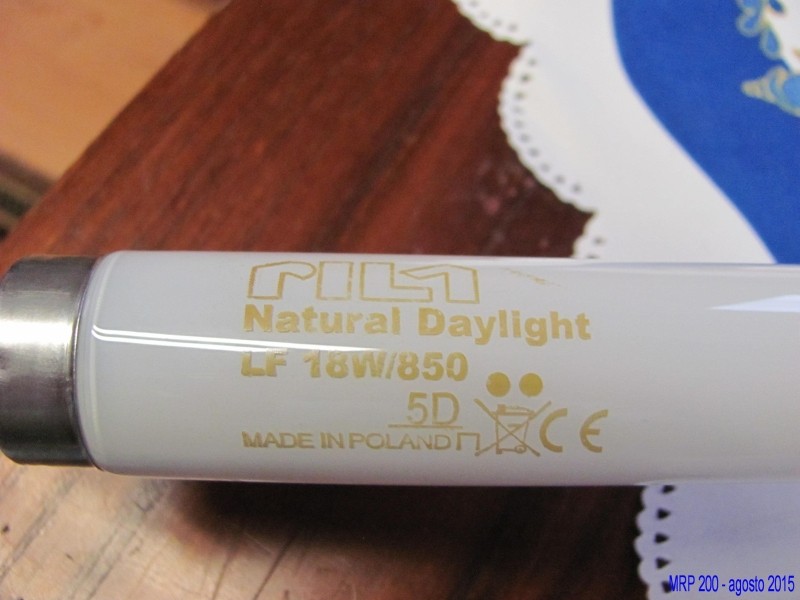 PILA
Natural Daylight
LF 18W/850
5D
MADE IN POLAND
CE
MRP 200 - agosto 2015